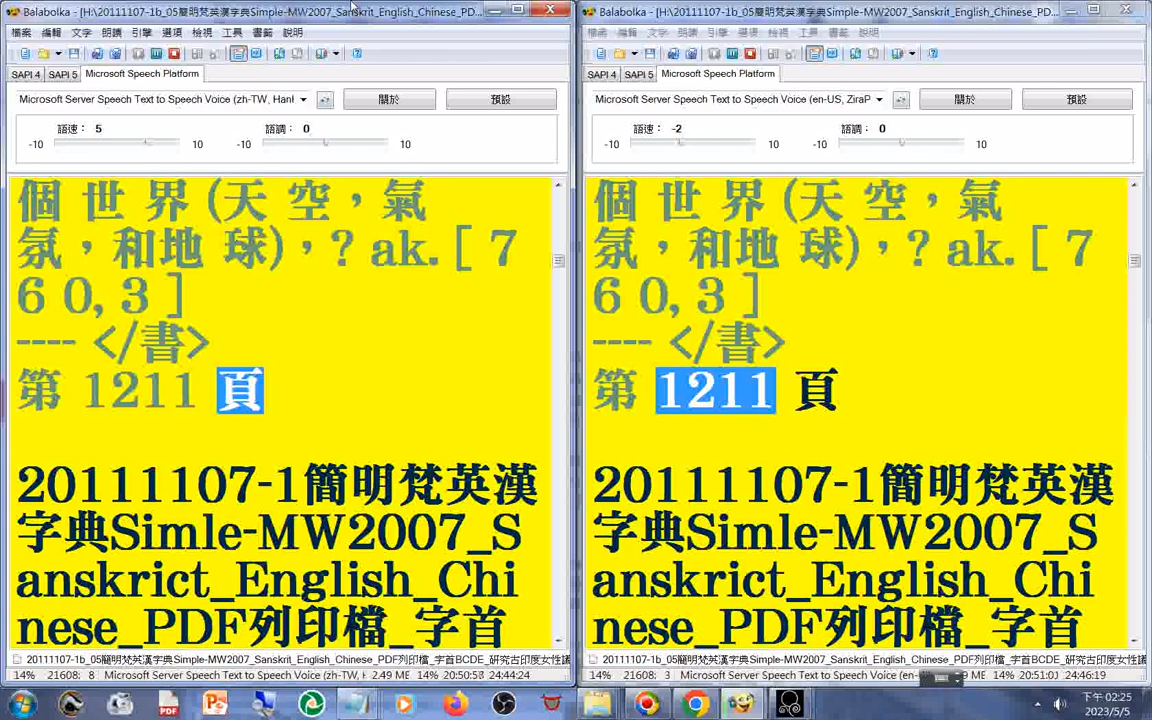 Balabolka - [H:\20111107-1b_05簡明梵英漢字典Simple-MW2007_Sanskrit_English_Chinese_PD...
檔案 編輯 文字 朗讀 引擎 選項 檢視 工具 書籤 說明
SAPI 4 SAPI 5 Microsoft Speech Platform
Microsoft Server Speech Text to Speech Voice (zh-TW, HanH
關於 預設
語速： 5 語調： 0
-10 10 -10 10
個 世 界 (天 空，氣
氛，和地 球)，? ak. [ 7
6 0, 3 ]
---- </書>
第 1211 頁
20111107-1簡明梵英漢
字典Simle-MW2007_S
anskrict_English_Chi
nese_PDF列印檔_字首
20111107-1b_05簡明梵英漢字典Simple-MW2007_Sanskrit_English_Chinese_PDF列印檔_字首BCDE_研究古印度女性議
14% 21608: 8 Microsoft Server Speech Text to Speech Voice (zh-TW, H 2.49 ME 14% 20:50:58 24:44:24
Balabolka - [H:\20111107-1b_05簡明梵英漢字典Simple-MW2007_Sanskrit_English_Chinese_PD...
檔案 編輯 文字 朗讀 引擎 選項 檢視 工具 書籤 說明
SAPI 4 SAPI 5 Microsoft Speech Platform
Microsoft Server Speech Text to Speech Voice (en-US, ZiraP
關於 預設
語速： -2 語調： 0
-10 10 -10 10
個 世 界 (天 空，氣
氛，和地 球)，? ak. [ 7
6 0, 3 ]
---- </書>
第 1211 頁
20111107-1簡明梵英漢
字典Simle-MW2007_S
anskrict_English_Chi
nese_PDF列印檔_字首
20111107-1b_05簡明梵英漢字典Simple-MW2007_Sanskrit_English_Chinese_PDF列印檔_字首BCDE_研究古印度女性議
14% 21608: 3 Microsoft Server Speech Text to Speech Voice (en-US, 14% 20:51:0 24:46:19
PDF
下午 02:25
2023/5/5